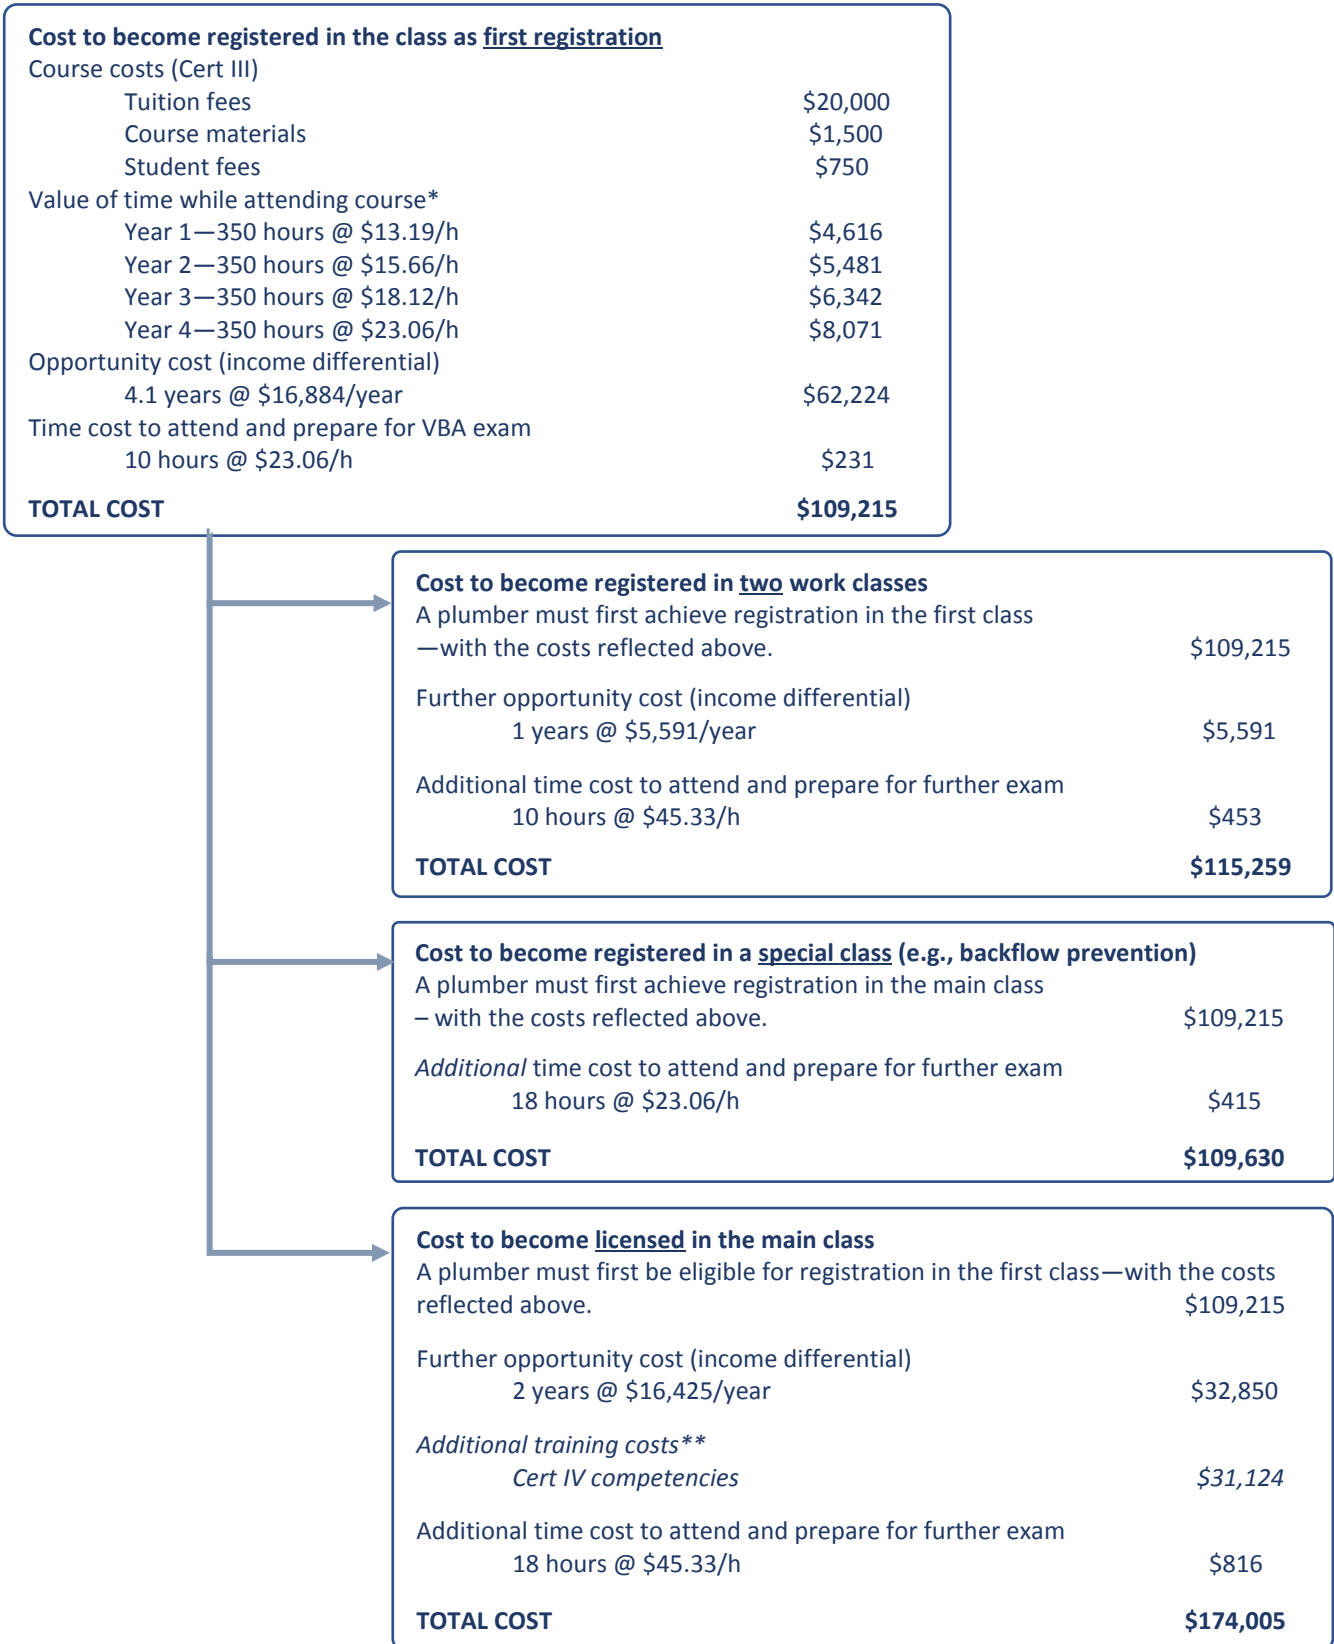 Cost to become registered in the class as first registration
Course costs (Cert III)
Tuition fees $20,000
Course materials $1,500
Student fees $750
Value of time while attending course*
Year 1—350 hours @ $13.19/h $4,616
Year 2—350 hours @ $15.66/h $5,481
Year 3—350 hours @ $18.12/h $6,342
Year 4—350 hours @ $23.06/h $8,071
Opportunity cost (income differential)
4.1 years @ $16,884/year $62,224
Time cost to attend and prepare for VBA exam
10 hours @ $23.06/h $231
TOTAL COST $109,215
Cost to become registered in two work classes
A plumber must first achieve registration in the first class
—with the costs reflected above. $109,215
Further opportunity cost (income differential)
1 years @ $5,591/year $5,591
Additional time cost to attend and prepare for further exam
10 hours @ $45.33/h $453
TOTAL COST $115,259
Cost to become registered in a special class (e.g., backflow prevention)
A plumber must first achieve registration in the main class
– with the costs reflected above. $109,215
Additional time cost to attend and prepare for further exam
18 hours @ $23.06/h $415
TOTAL COST $109,630
Cost to become licensed in the main class
A plumber must first be eligible for registration in the first class—with the costs
reflected above. $109,215
Further opportunity cost (income differential)
2 years @ $16,425/year $32,850
Additional training costs**
Cert IV competencies $31,124
Additional time cost to attend and prepare for further exam
18 hours @ $45.33/h $816
TOTAL COST $174,005